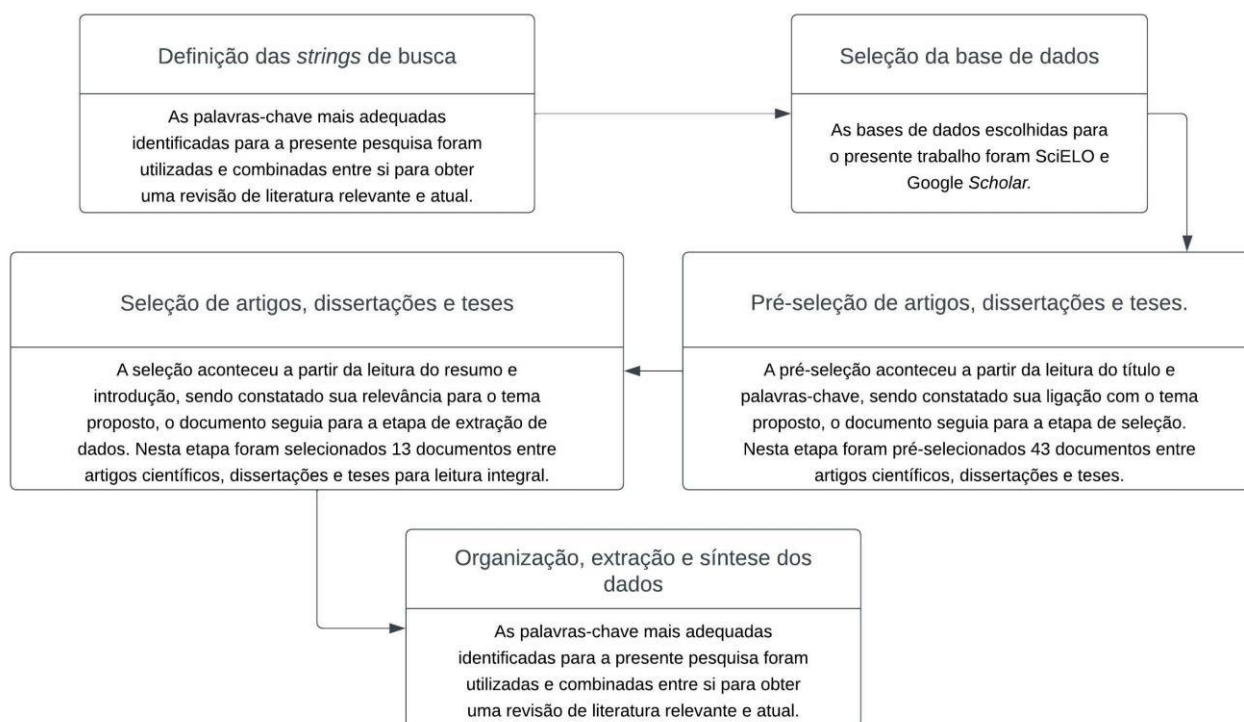 Definição das strings de busca
As palavras-chave mais adequadas
identificadas para a presente pesquisa foram
utilizadas e combinadas entre si para obter
uma revisão de literatura relevante e atual.
Seleção da base de dados
As bases de dados escolhidas para
o presente trabalho foram SciELO e
Google Scholar.
Pré-seleção de artigos, dissertações e teses.
A pré-seleção aconteceu a partir da leitura do título e
palavras-chave, sendo constatado sua ligação com o tema
proposto, o documento seguia para a etapa de seleção.
Nesta etapa foram pré-selecionados 43 documentos entre
artigos científicos, dissertações e teses.
Seleção de artigos, dissertações e teses
A seleção aconteceu a partir da leitura do resumo e
introdução, sendo constatado sua relevância para o tema
proposto, o documento seguia para a etapa de extração de
dados. Nesta etapa foram selecionados 13 documentos entre
artigos científicos, dissertações e teses para leitura integral.
Organização, extração e síntese dos
dados
As palavras-chave mais adequadas
identificadas para a presente pesquisa foram
utilizadas e combinadas entre si para obter
uma revisão de literatura relevante e atual.